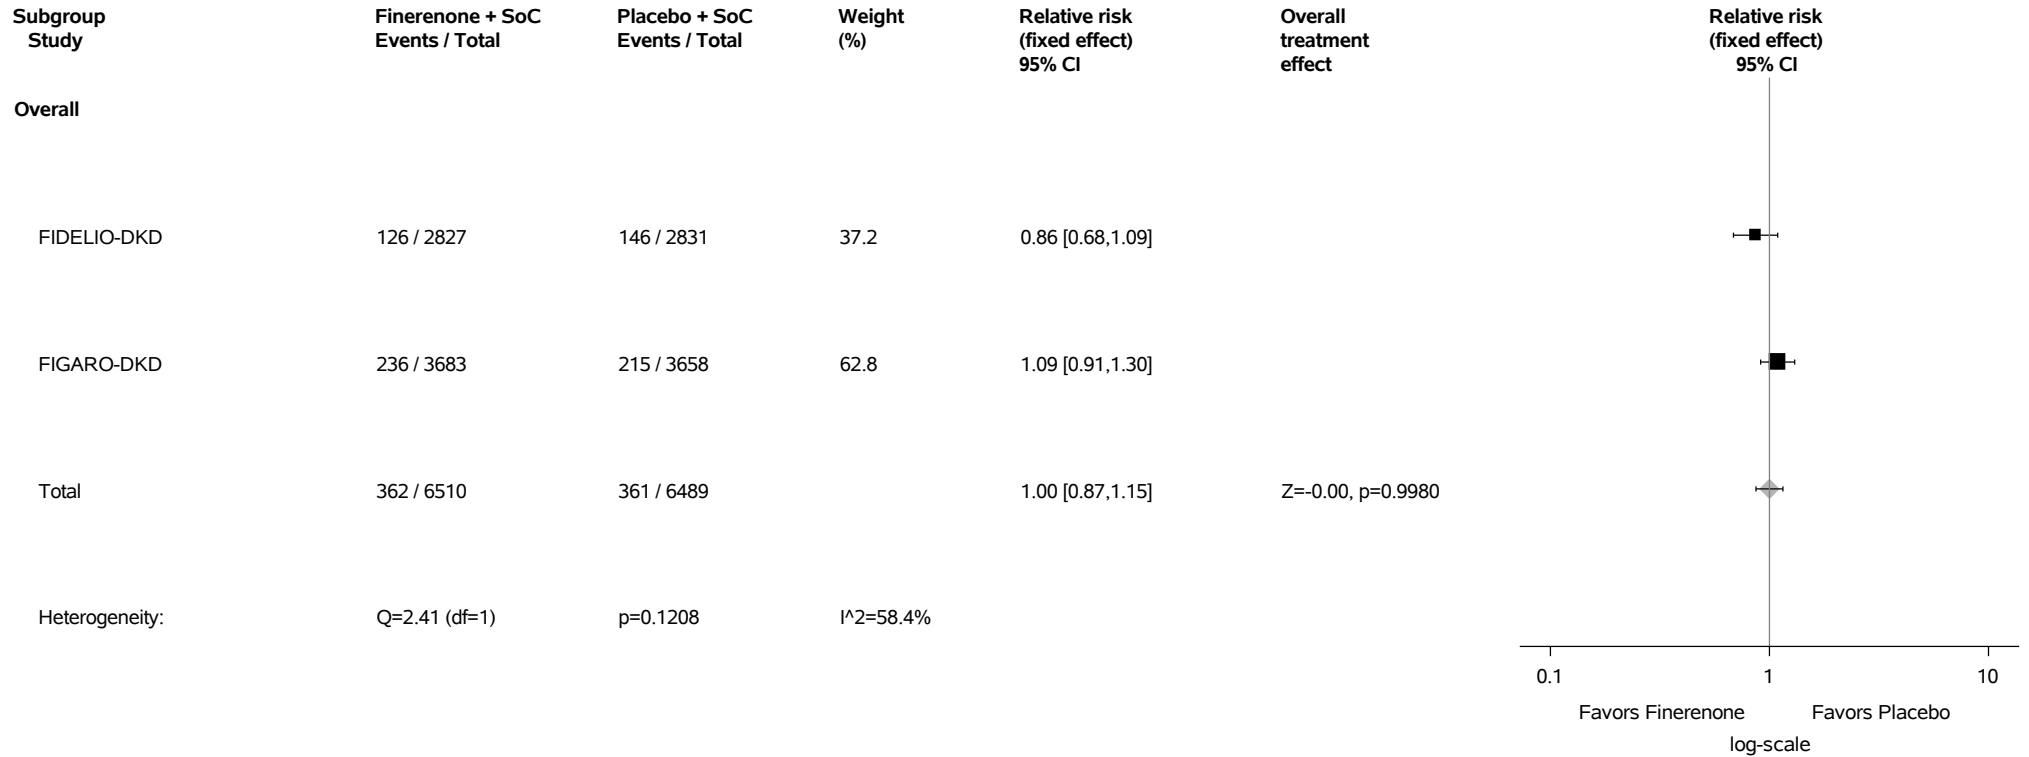 Subgroup Finerenone + SoC Placebo + SoC Weight Relative risk Overall Relative risk
Study Events / Total Events / Total (%) (fixed effect) treatment (fixed effect)
95% CI effect 95% CI
Overall
FIDELIO-DKD 126 / 2827 146 / 2831 37.2 0.86 [0.68,1.09]
FIGARO-DKD 236 / 3683 215 / 3658 62.8 1.09 [0.91,1.30]
Total 362 / 6510 361 / 6489 1.00 [0.87,1.15] Z=-0.00, p=0.9980
Heterogeneity: Q=2.41 (df=1) p=0.1208 I^2=58.4%
0.1 1 10
Favors Finerenone Favors Placebo
log-scale